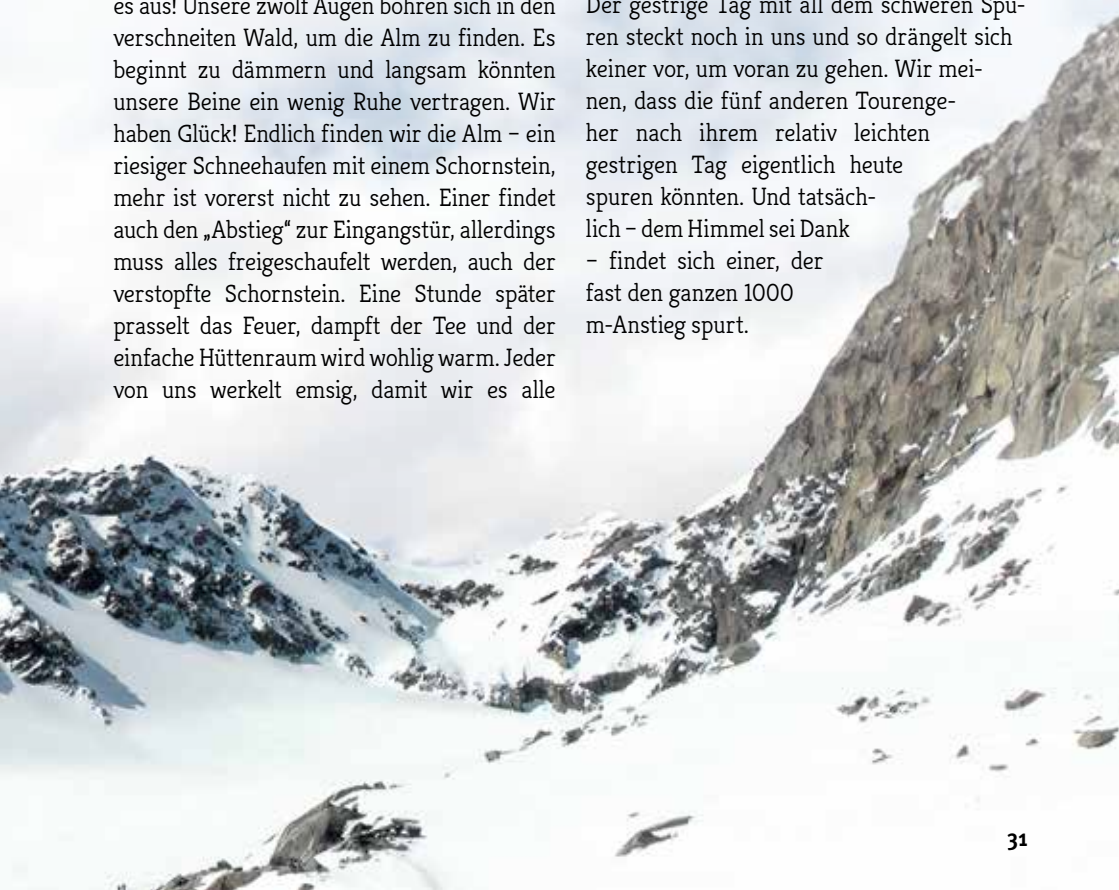 es aus! Unsere zwölf Augen bohren sich in den
verschneiten Wald, um die Alm zu finden. Es
beginnt zu dämmern und langsam könnten
unsere Beine ein wenig Ruhe vertragen. Wir
haben Glück! Endlich finden wir die Alm – ein
riesiger Schneehaufen mit einem Schornstein,
mehr ist vorerst nicht zu sehen. Einer findet
auch den „Abstieg“ zur Eingangstür, allerdings
muss alles freigeschaufelt werden, auch der
verstopfte Schornstein. Eine Stunde später
prasselt das Feuer, dampft der Tee und der
einfache Hüttenraum wird wohlig warm. Jeder
von uns werkelt emsig, damit wir es alle
Der gestrige Tag mit all dem schweren Spu-
ren steckt noch in uns und so drängelt sich
keiner vor, um voran zu gehen. Wir mei-
nen, dass die fünf anderen Tourenge-
her nach ihrem relativ leichten
gestrigen Tag eigentlich heute
spuren könnten. Und tatsäch-
lich – dem Himmel sei Dank
– findet sich einer, der
fast den ganzen 1000
m-Anstieg spurt.
31